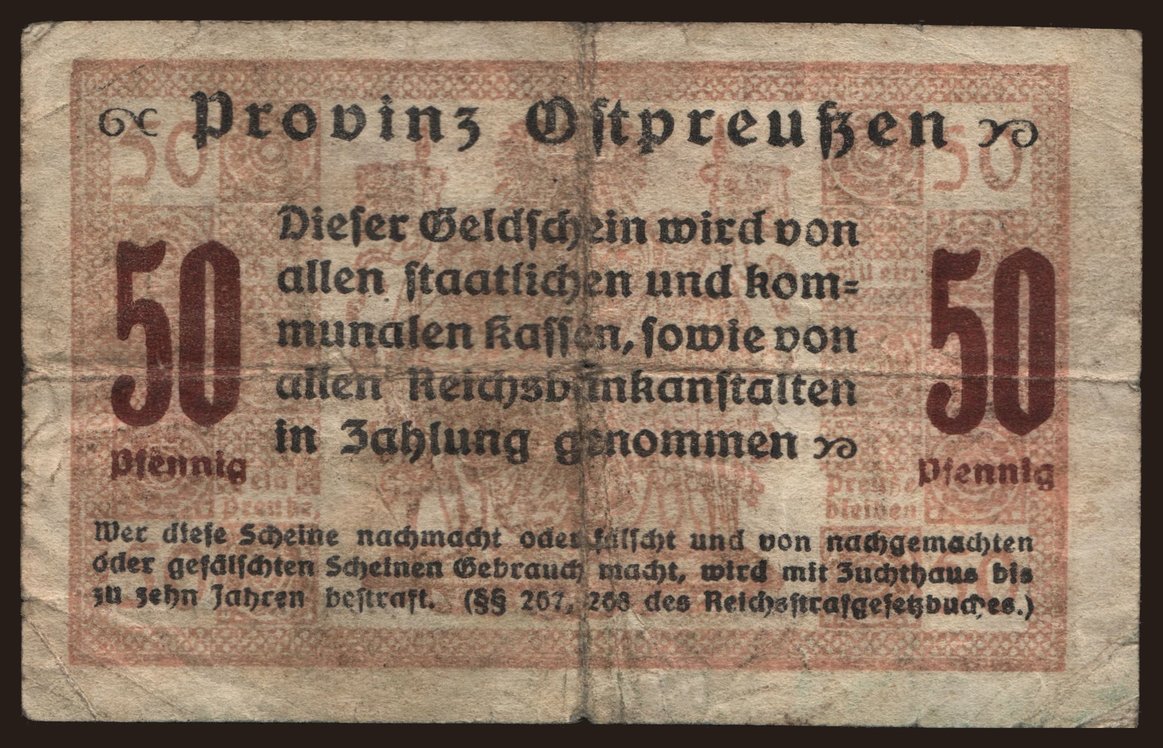 Provinz Ostpreußen
Dieser Geldschein wird von
allen staatlichen und kom=
munalen Kassen, sowie von
allen Reichsbankanstalten
in Zahlung genommen
50
Pfennig
50
Pfennig
Wer diese Scheine nachmacht oder fälscht und von nachgemachten
oder gefälschten Scheinen Gebrauch macht, wird mit Zuchthaus bis
zu zehn Jahren bestraft. (§§ 267, 268 des Reichsstrafgesetzbuches.)
50
50